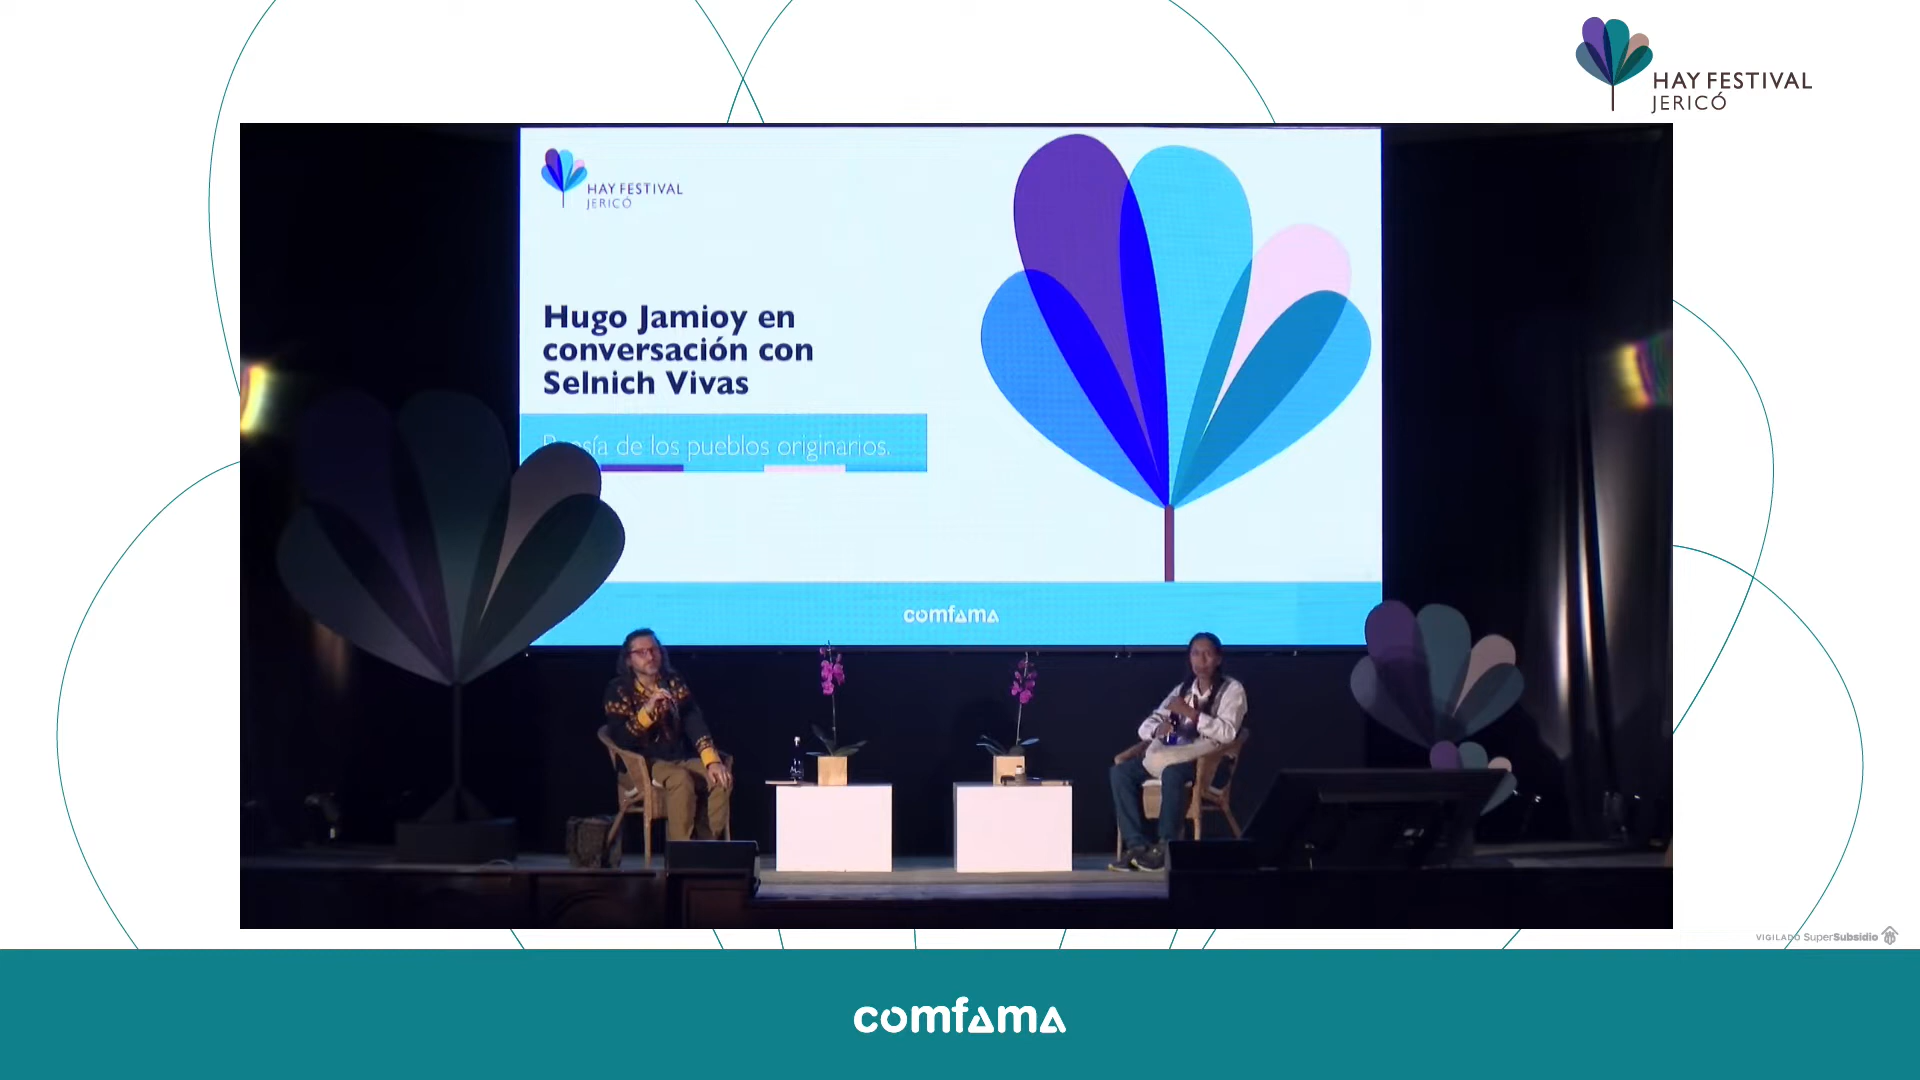 HAY FESTIVAL
JERICÓ
HAY FESTIVAL
JERICÓ
Hugo Jamioy en
conversación con
Selnich Vivas
Poesía de los pueblos originarios.
comfama
VIGILADO SuperSubsidio
comfama